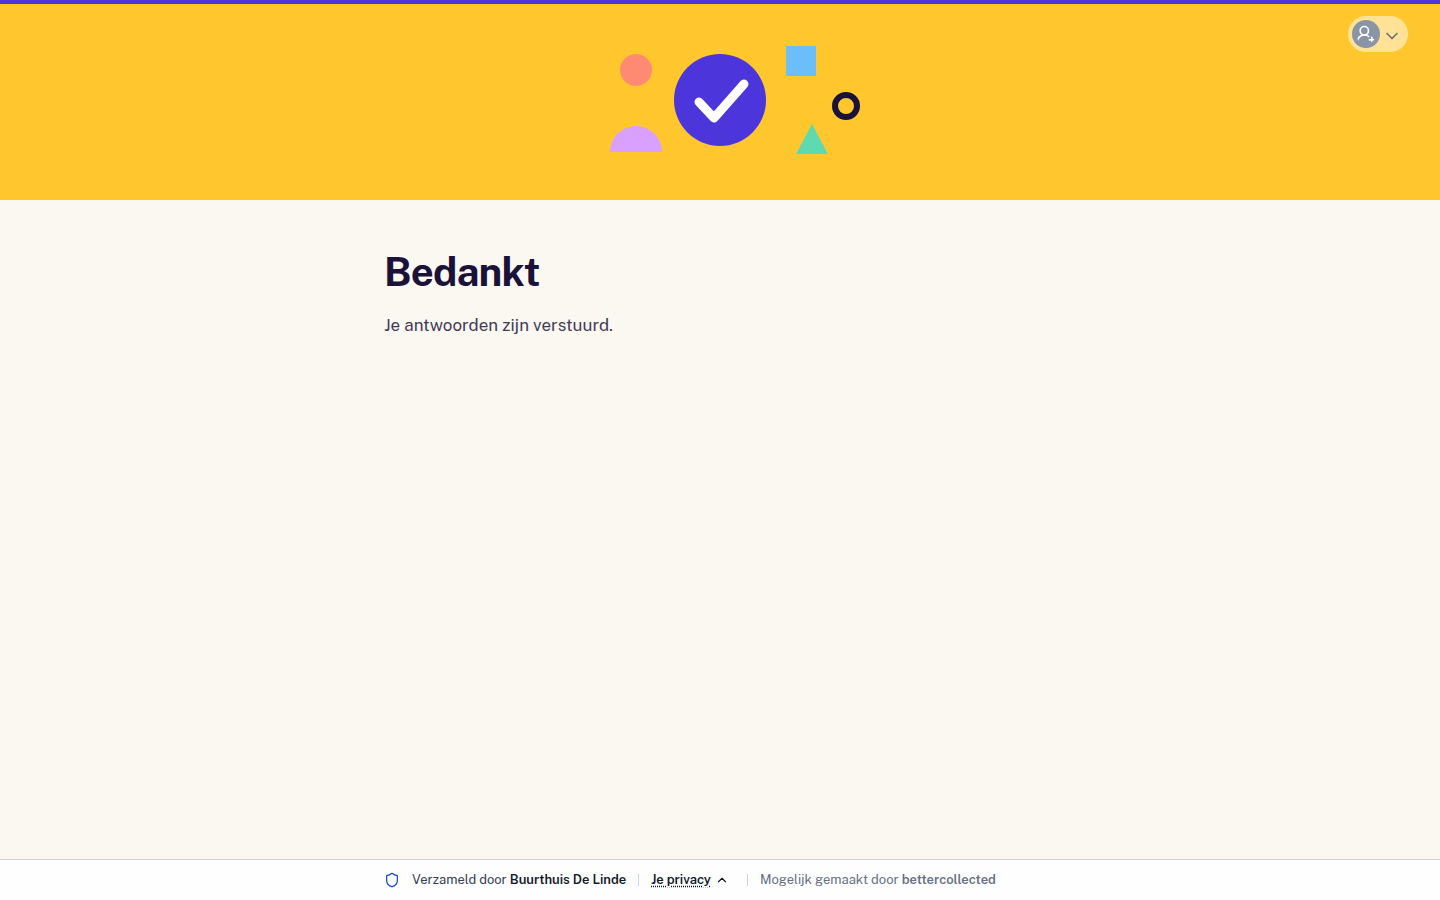 Bedankt
Je antwoorden zijn verstuurd.
Verzameld door Buurthuis De Linde
Je privacy
Mogelijk gemaakt door bettercollected